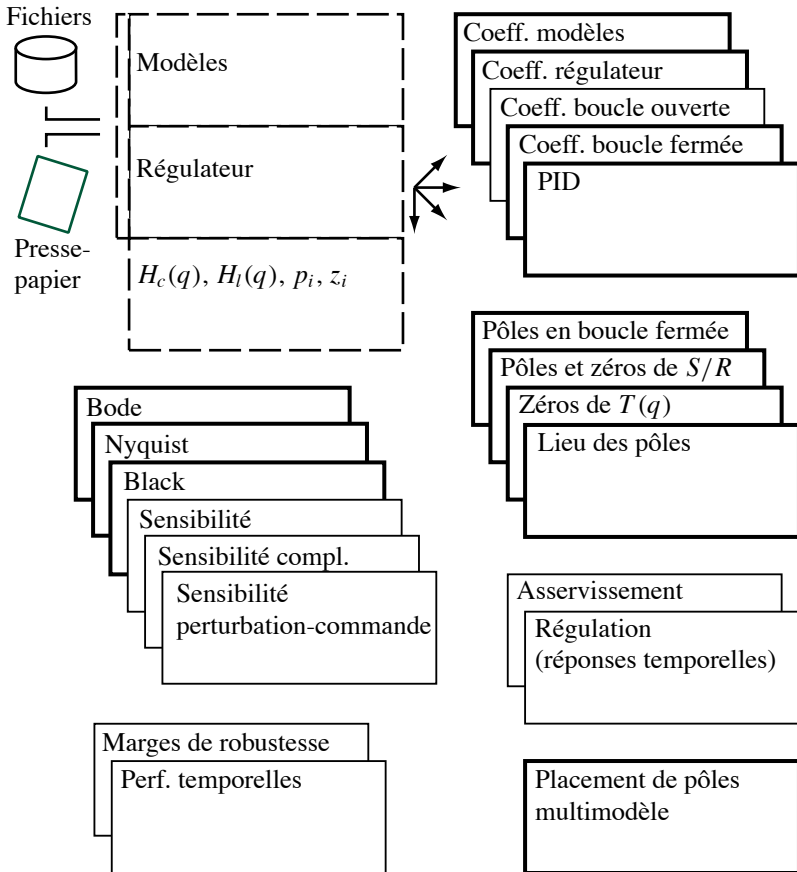 Fichiers
Modèles
Régulateur
Presse-
papier
H_c(q), H_l(q), p_i, z_i
Coeff. modèles
Coeff. régulateur
Coeff. boucle ouverte
Coeff. boucle fermée
PID
Pôles en boucle fermée
Pôles et zéros de S/R
Zéros de T(q)
Lieu des pôles
Bode
Nyquist
Black
Sensibilité
Sensibilité compl.
Sensibilité
perturbation-commande
Asservissement
Régulation
(réponses temporelles)
Marges de robustesse
Perf. temporelles
Placement de pôles
multimodèle